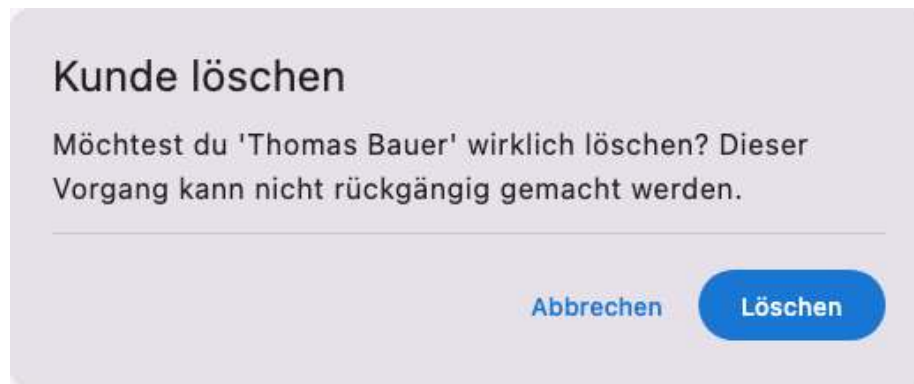 Kunde löschen
Möchtest du 'Thomas Bauer' wirklich löschen? Dieser
Vorgang kann nicht rückgängig gemacht werden.
Abbrechen Löschen